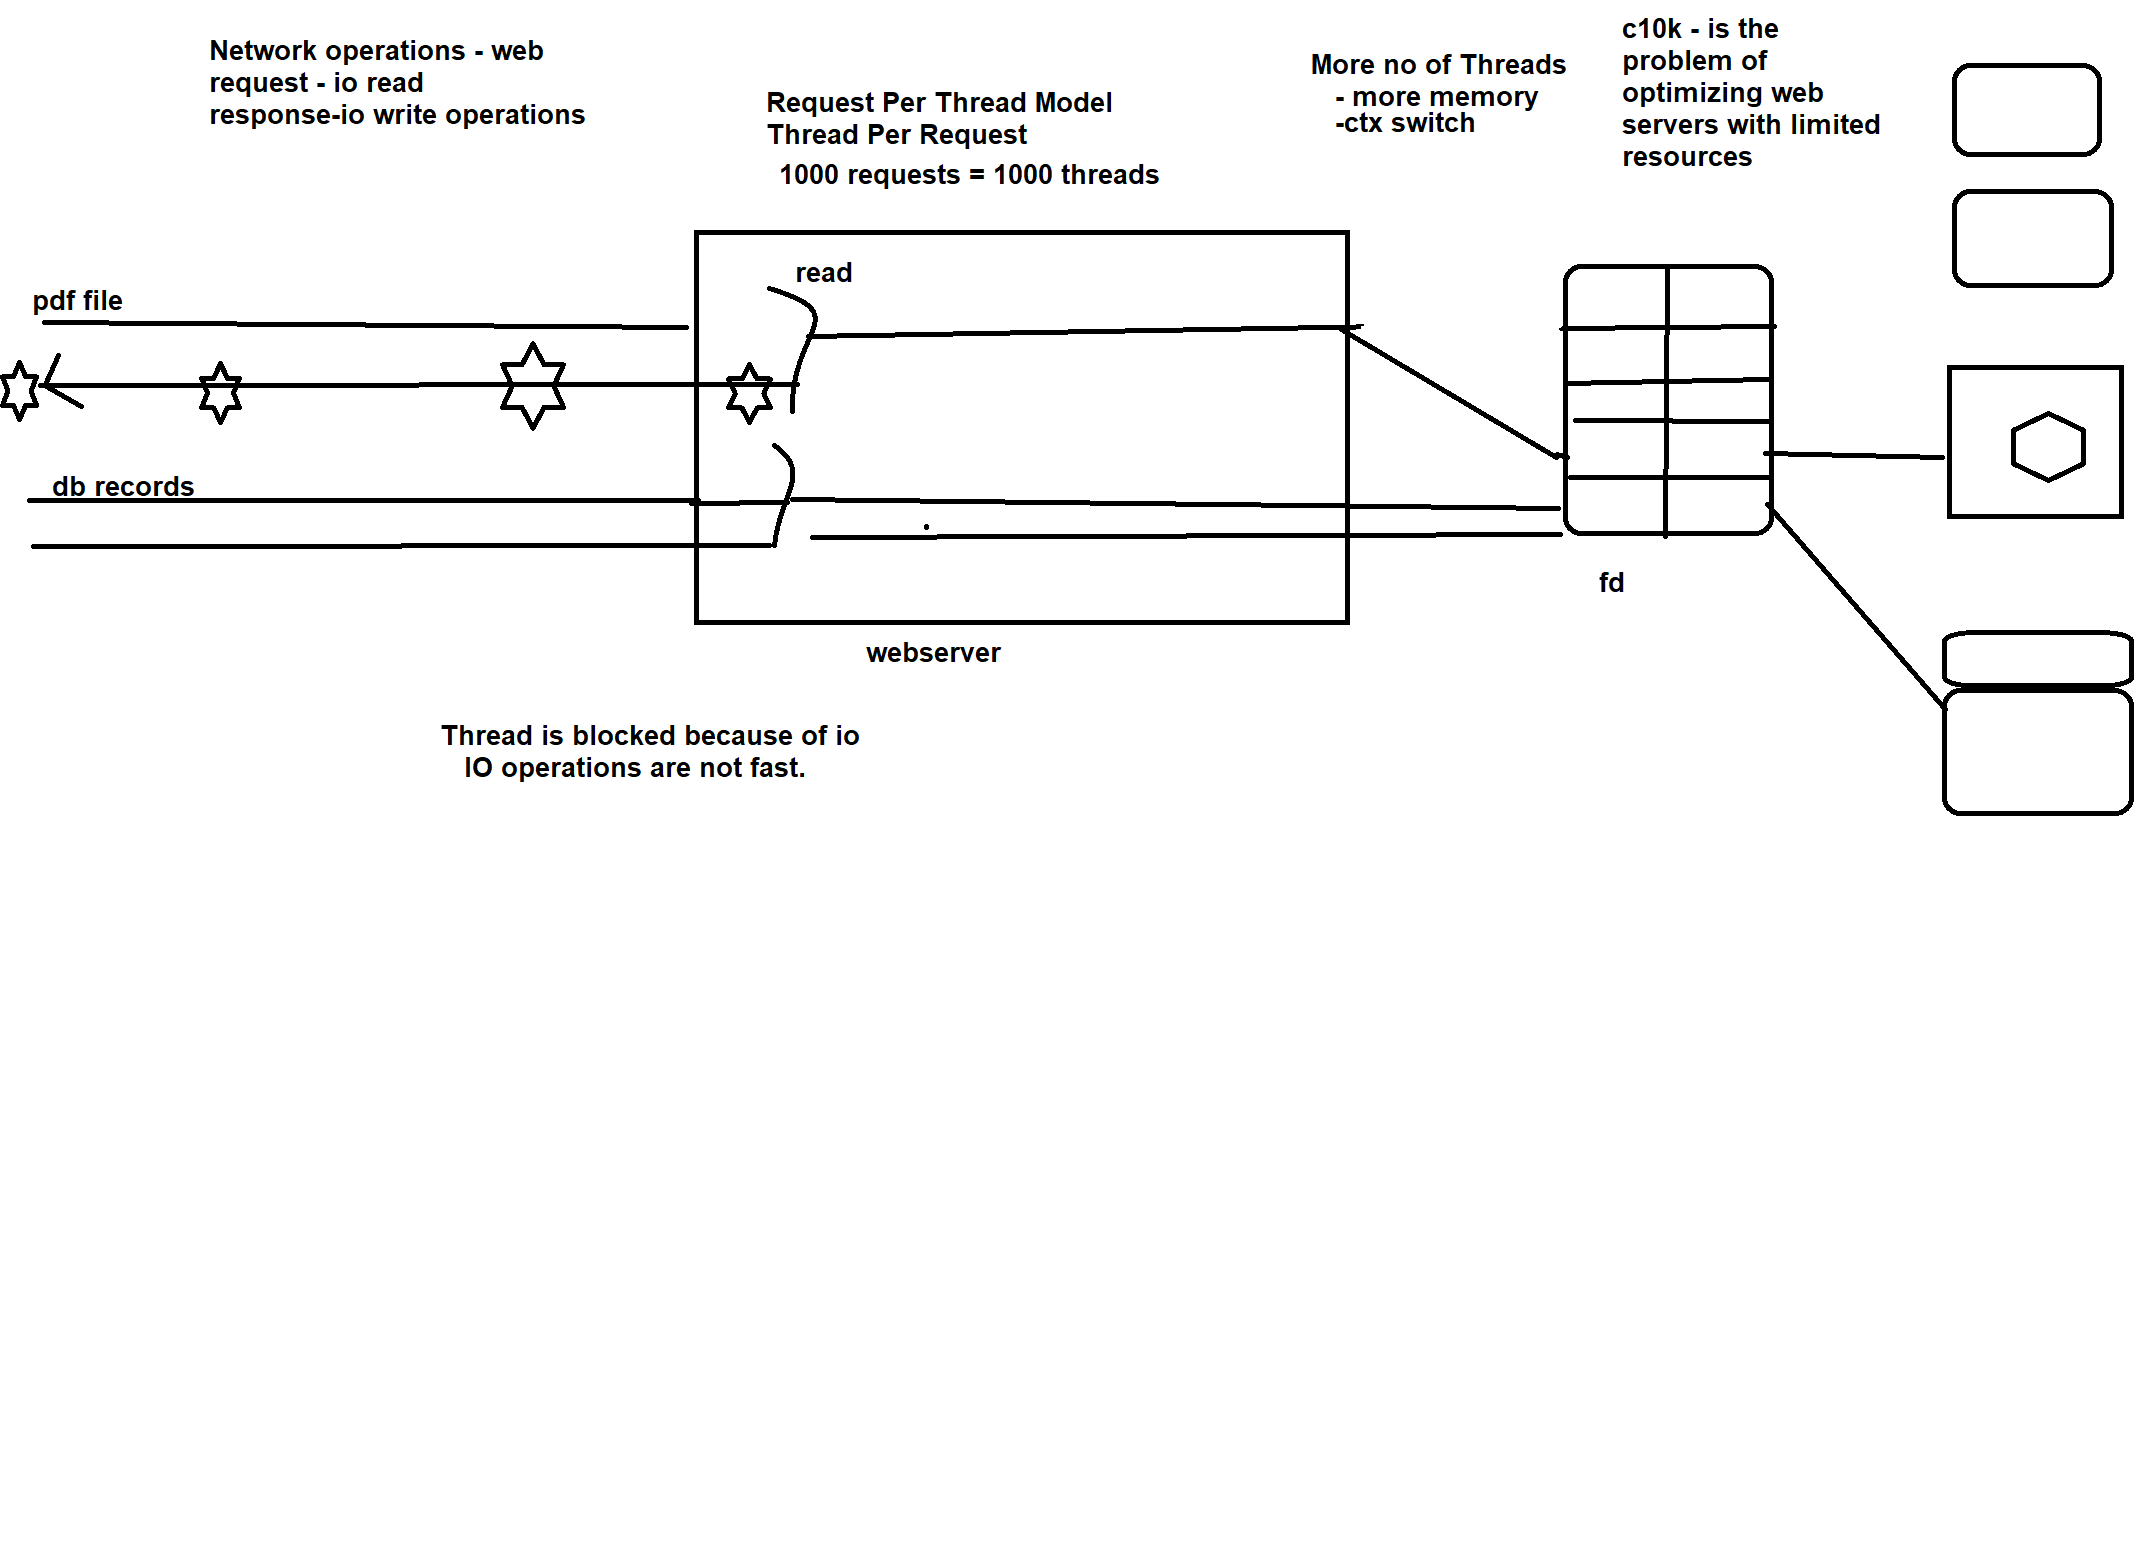 Network operations - web
request - io read
response-io write operations
Request Per Thread Model
Thread Per Request
1000 requests = 1000 threads
More no of Threads
- more memory
-ctx switch
c10k - is the
problem of
optimizing web
servers with limited
resources
read
pdf file
db records
fd
webserver
Thread is blocked because of io
IO operations are not fast.